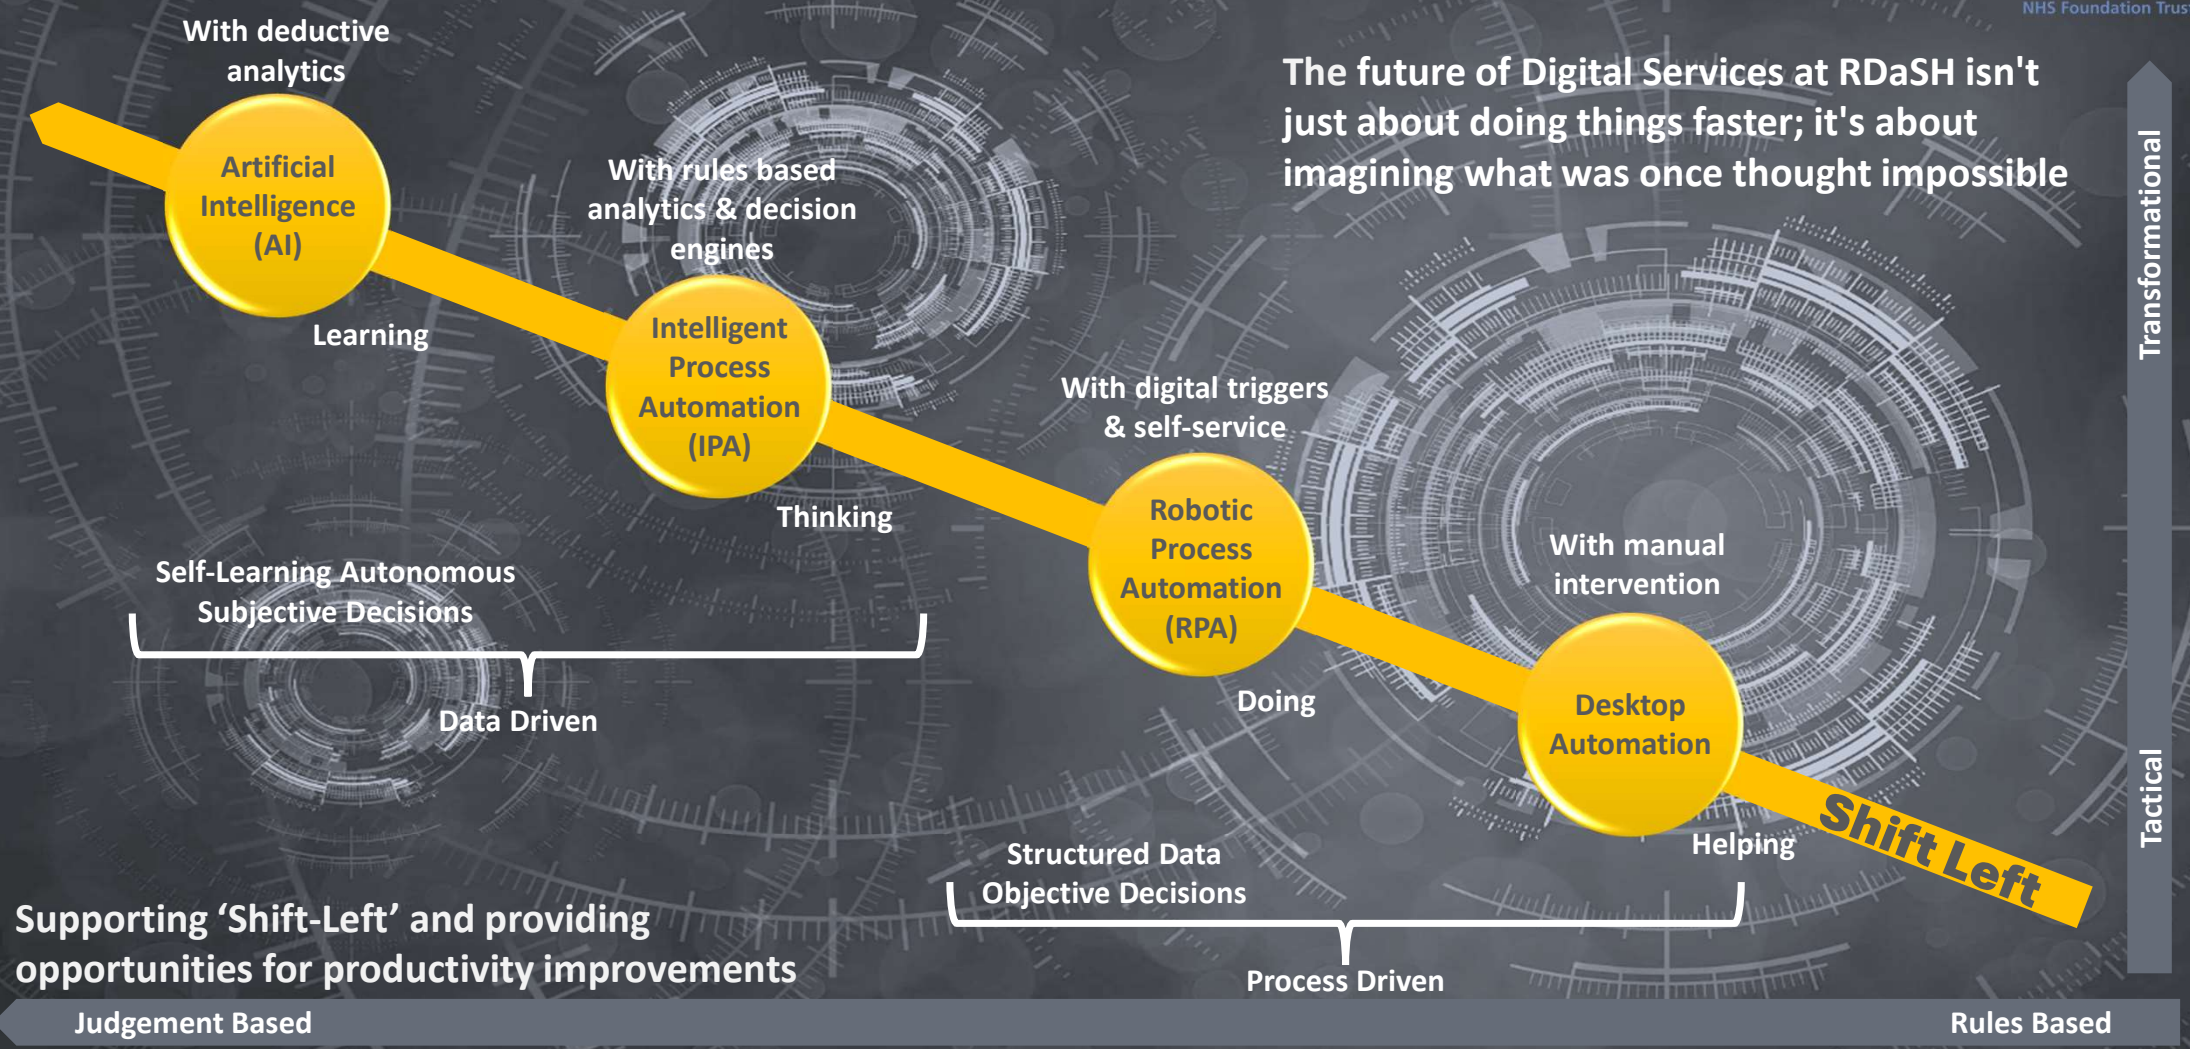 NHS Foundation Trus
With deductive
analytics
Artificial
Intelligence
(AI)
Learning
With rules based
analytics & decision
engines
Intelligent
Process
Automation
(IPA)
Thinking
The future of Digital Services at RDaSH isn't
just about doing things faster; it's about
imagining what was once thought impossible
With digital triggers
& self-service
Robotic
Process
Automation
(RPA)
Doing
With manual
intervention
Desktop
Automation
Helping
Shift Left
Transformational
Tactical
Self-Learning Autonomous
Subjective Decisions
Data Driven
Structured Data
Objective Decisions
Process Driven
Supporting ‘Shift-Left’ and providing
opportunities for productivity improvements
Judgement Based
Rules Based